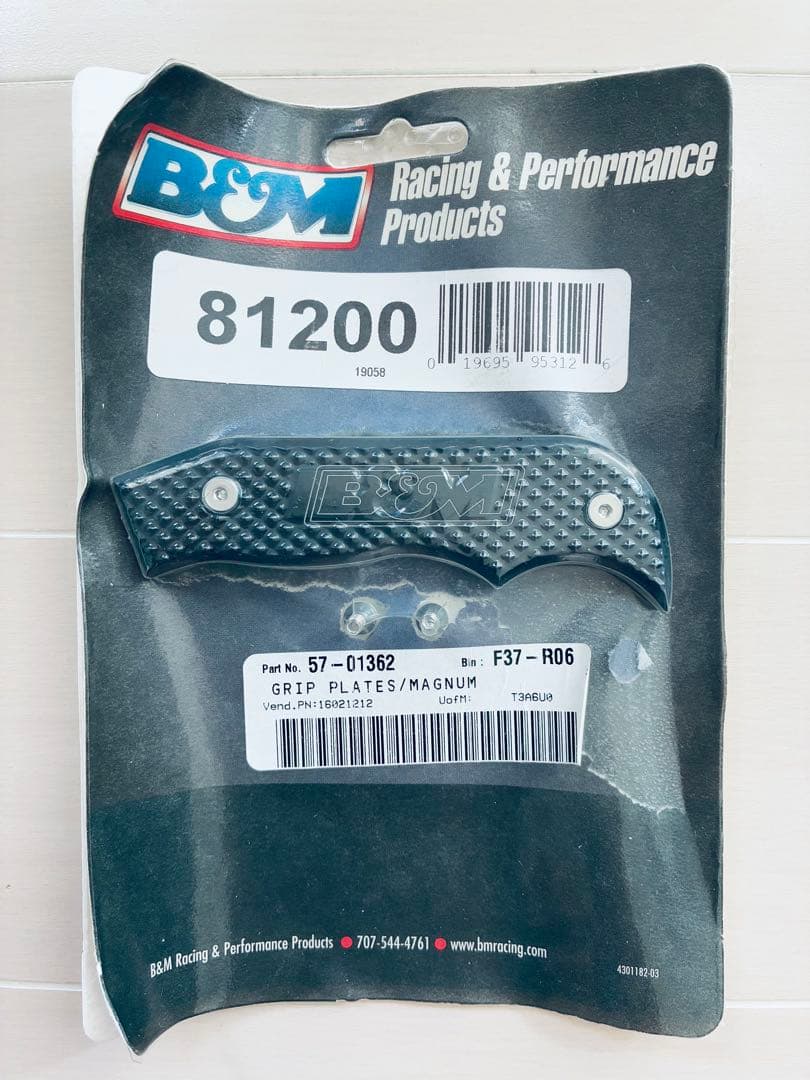 B&M
Racing & Performance
Products
81200
19058
0 19695 95312 6
B&M
Part No. 57-01362 Bin: F37-R06
GRIP PLATES/MAGNUM
Vend.PN:16021212 UofM: T3A6U0
B&M Racing & Performance Products ● 707-544-4761 ● www.bmracing.com
4301182-03